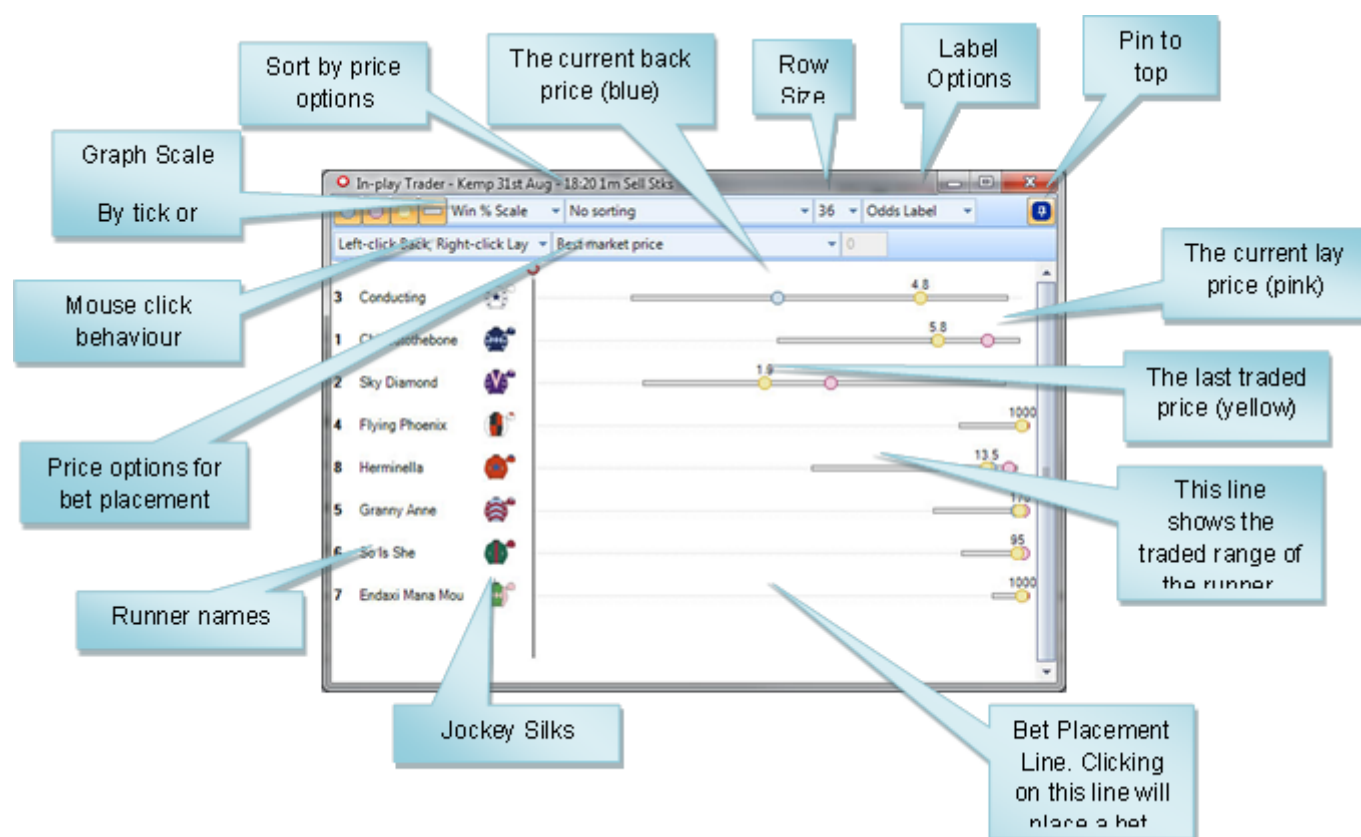 Sort by price
options
The current back
price (blue)
Row
Size
Label
Options
Pin to
top
Graph Scale
By tick or
In-play Trader - Kemp 31st Aug - 18:20 1m Sell Stks
Win % Scale No sorting 36 Odds Label
Left-click Back, Right-click Lay Best market price 0
Mouse click
behaviour
The current lay
price (pink)
3 Conducting 4.8
1 5.8
2 Sky Diamond 1.9
The last traded
price (yellow)
4 Flying Phoenix 1000
8 Herminella 13.5
Price options for
bet placement
This line
shows the
traded range of
the runner
5 Granny Anne 170
6 So Is She 95
7 Endaxi Mana Mou 1000
Runner names
Jockey Silks
Bet Placement
Line. Clicking
on this line will
place a bet